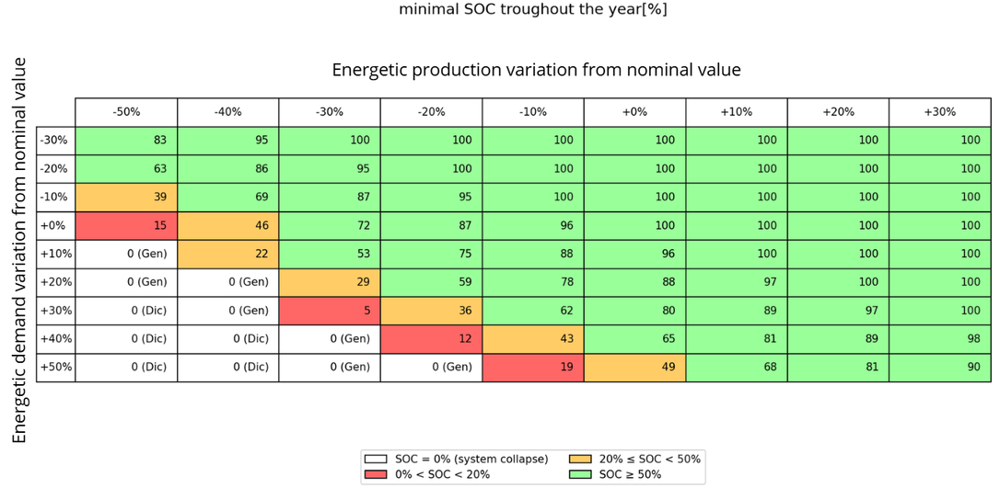 minimal SOC troughout the year[%]
Energetic production variation from nominal value
Energetic demand variation from nominal value
-50% -40% -30% -20% -10% +0% +10% +20% +30%
-30% 83 95 100 100 100 100 100 100 100
-20% 63 86 95 100 100 100 100 100 100
-10% 39 69 87 95 100 100 100 100 100
+0% 15 46 72 87 96 100 100 100 100
+10% 0 (Gen) 22 53 75 88 96 100 100 100
+20% 0 (Gen) 0 (Gen) 29 59 78 88 97 100 100
+30% 0 (Dic) 0 (Gen) 5 36 62 80 89 97 100
+40% 0 (Dic) 0 (Dic) 0 (Gen) 12 43 65 81 89 98
+50% 0 (Dic) 0 (Dic) 0 (Gen) 0 (Gen) 19 49 68 81 90
SOC = 0% (system collapse) 20% ≤ SOC < 50%
0% < SOC < 20% SOC ≥ 50%